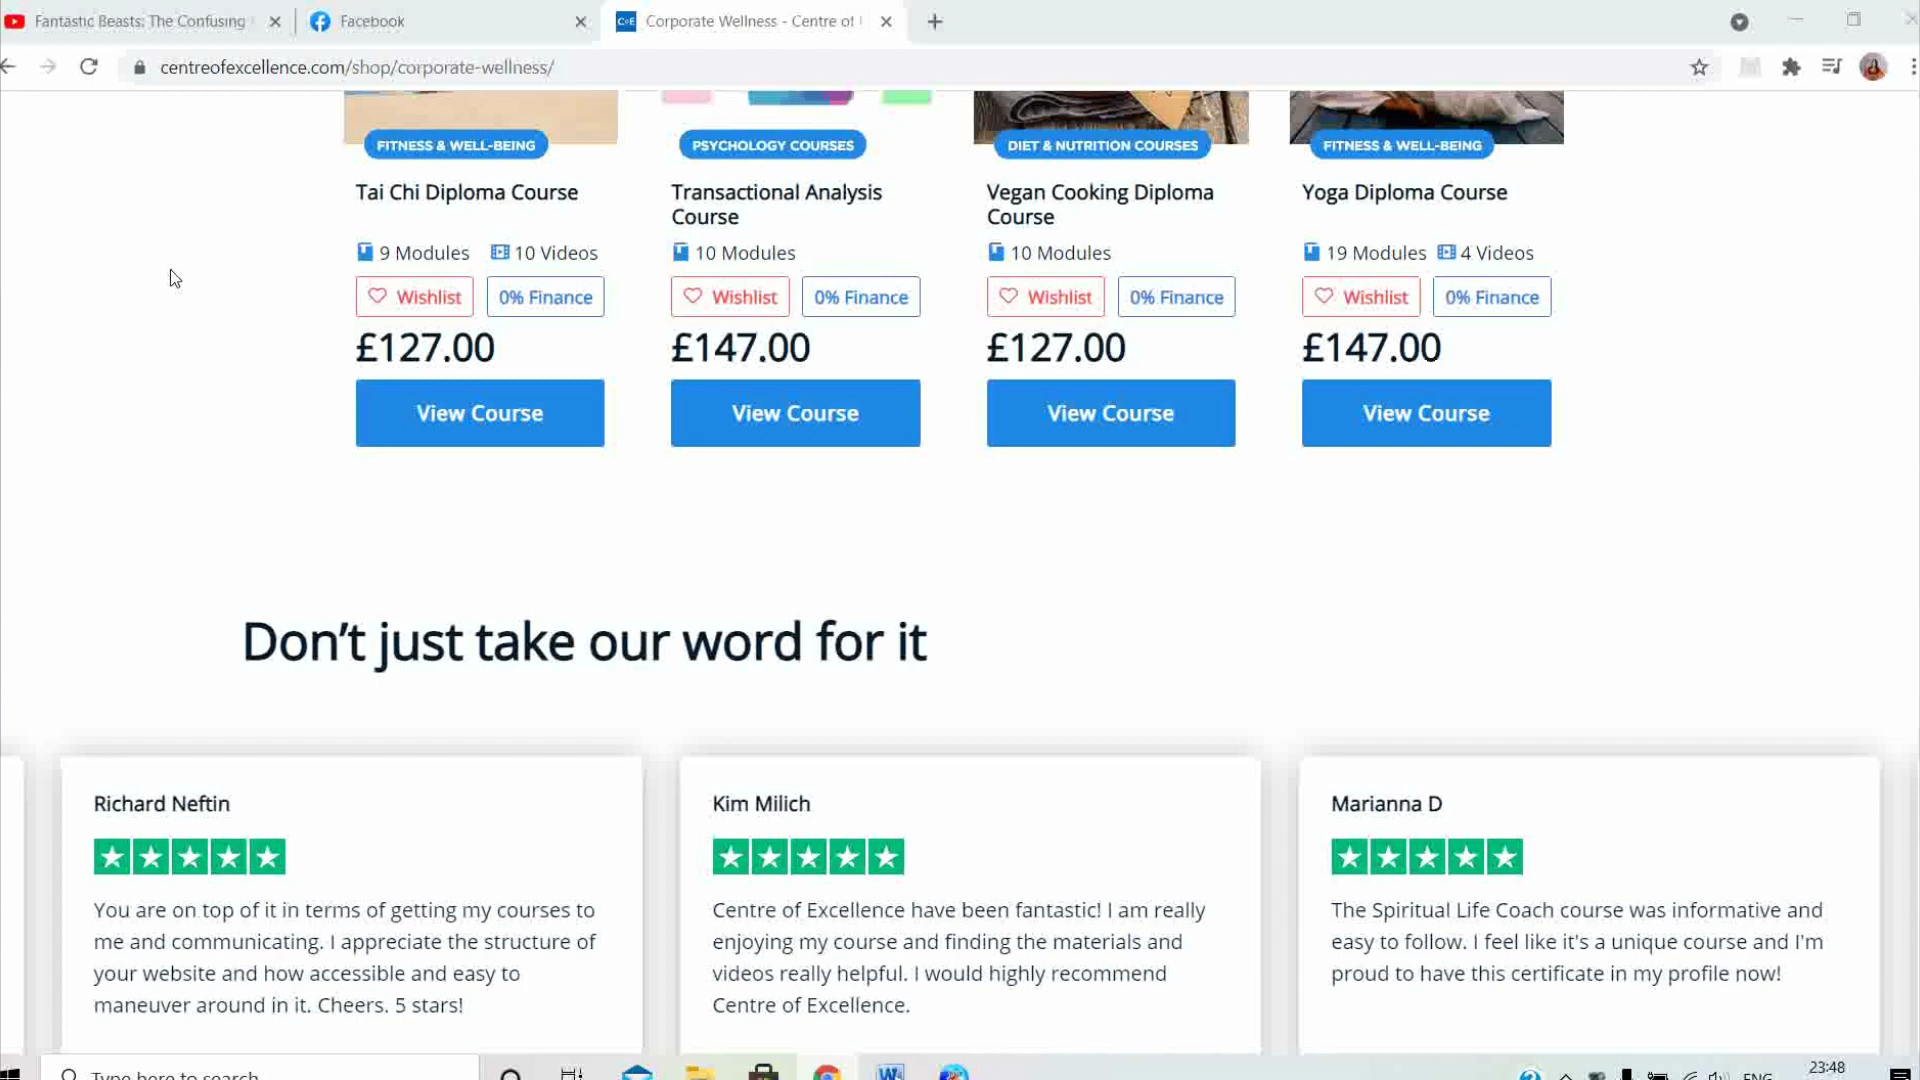 Fantastic Beasts: The Confusing
Facebook
CoE
Corporate Wellness - Centre of
centreofexcellence.com/shop/corporate-wellness/
FITNESS & WELL-BEING
PSYCHOLOGY COURSES
DIET & NUTRITION COURSES
FITNESS & WELL-BEING
Tai Chi Diploma Course
Transactional Analysis
Course
Vegan Cooking Diploma
Course
Yoga Diploma Course
9 Modules 10 Videos
10 Modules
10 Modules
19 Modules 4 Videos
Wishlist 0% Finance
Wishlist 0% Finance
Wishlist 0% Finance
Wishlist 0% Finance
£127.00
£147.00
£127.00
£147.00
View Course
View Course
View Course
View Course
Don’t just take our word for it
Richard Neftin
You are on top of it in terms of getting my courses to
me and communicating. I appreciate the structure of
your website and how accessible and easy to
maneuver around in it. Cheers. 5 stars!
Kim Milich
Centre of Excellence have been fantastic! I am really
enjoying my course and finding the materials and
videos really helpful. I would highly recommend
Centre of Excellence.
Marianna D
The Spiritual Life Coach course was informative and
easy to follow. I feel like it's a unique course and I'm
proud to have this certificate in my profile now!
Type here to search
ENG
23:48